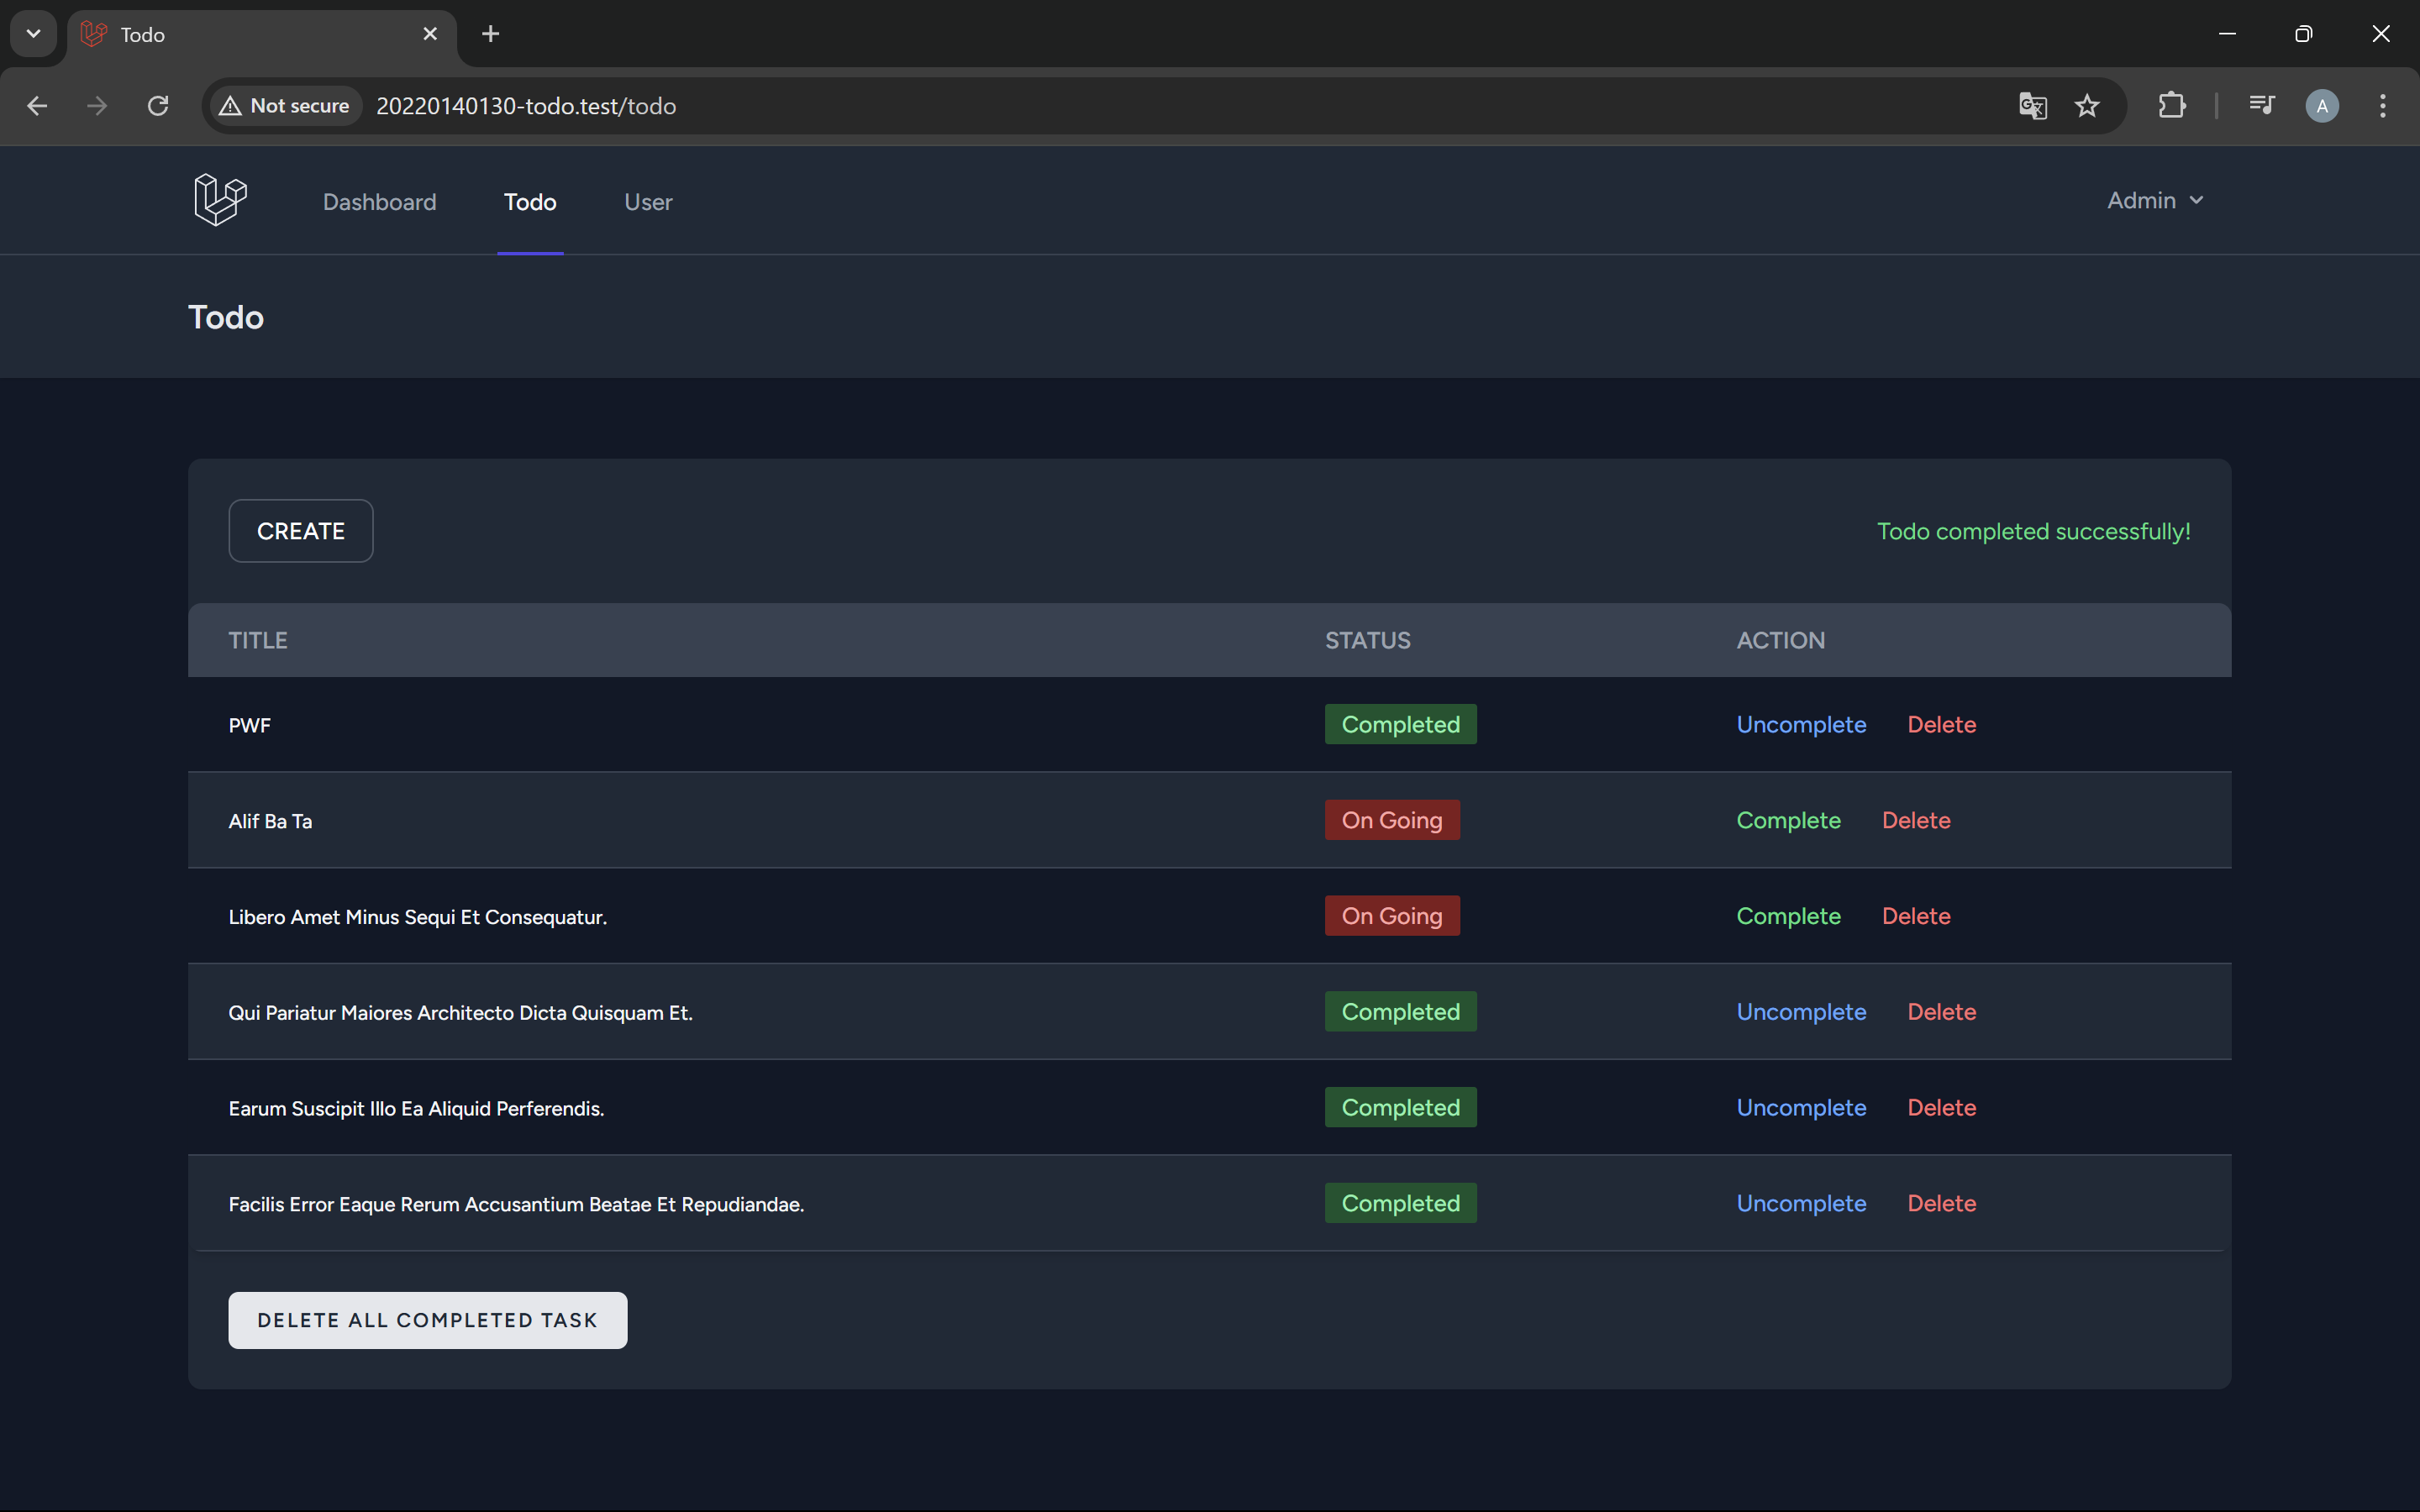 Todo
Not secure 20220140130-todo.test/todo A
Dashboard Todo User Admin
Todo
CREATE Todo completed successfully!
TITLE STATUS ACTION
PWF Completed Uncomplete Delete
Alif Ba Ta On Going Complete Delete
Libero Amet Minus Sequi Et Consequatur. On Going Complete Delete
Qui Pariatur Maiores Architecto Dicta Quisquam Et. Completed Uncomplete Delete
Earum Suscipit Illo Ea Aliquid Perferendis. Completed Uncomplete Delete
Facilis Error Eaque Rerum Accusantium Beatae Et Repudiandae. Completed Uncomplete Delete
DELETE ALL COMPLETED TASK